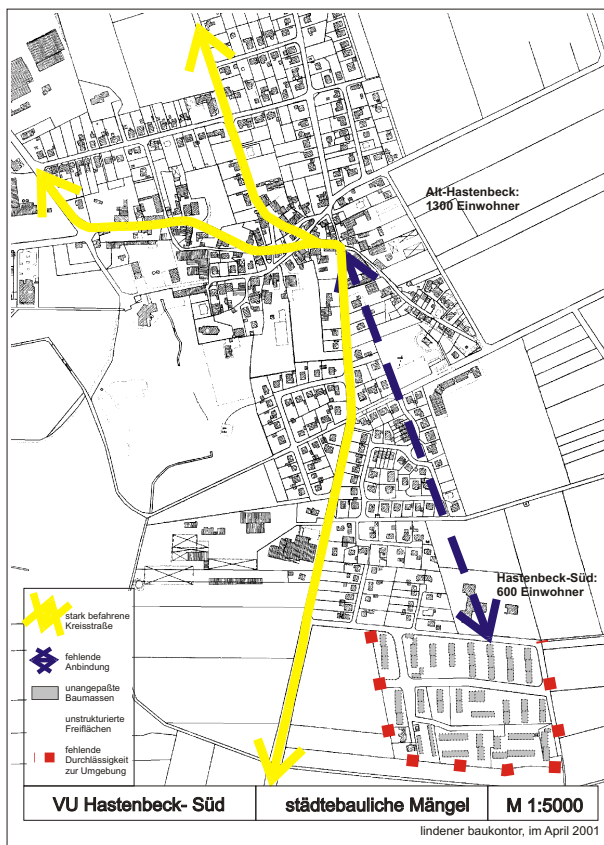 Alt-Hastenbeck:
1300 Einwohner
Hastenbeck-Süd:
600 Einwohner
stark befahrene
Kreisstraße
fehlende
Anbindung
unangepaßte
Baumassen
unstrukturierte
Freiflächen
fehlende
Durchlässigkeit
zur Umgebung
VU Hastenbeck- Süd
städtebauliche Mängel
M 1:5000
lindener baukontor, im April 2001